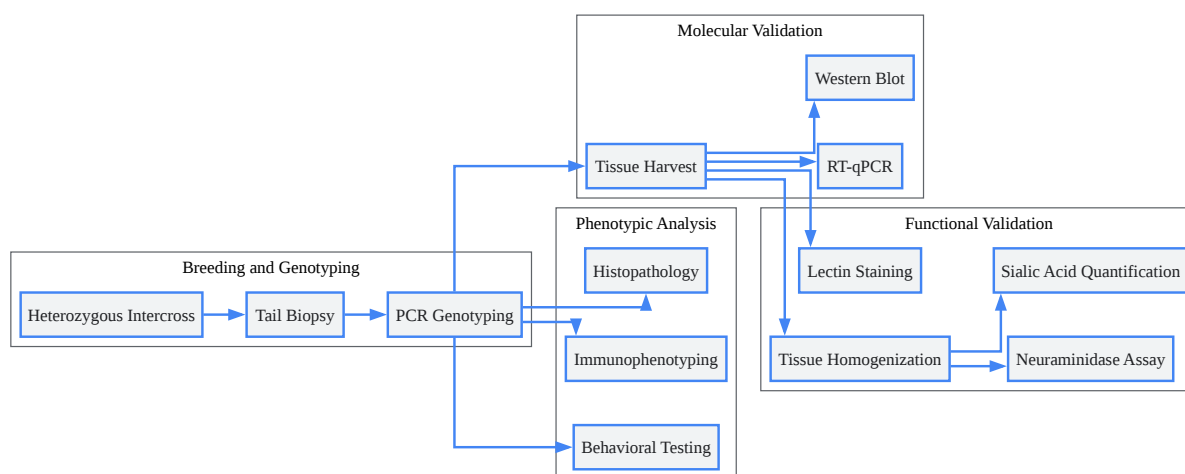 Molecular Validation
Western Blot
Tissue Harvest
RT-qPCR
Phenotypic Analysis
Functional Validation
Histopathology
Lectin Staining
Sialic Acid Quantification
Breeding and Genotyping
Heterozygous Intercross
Tail Biopsy
PCR Genotyping
Immunophenotyping
Tissue Homogenization
Neuraminidase Assay
Behavioral Testing